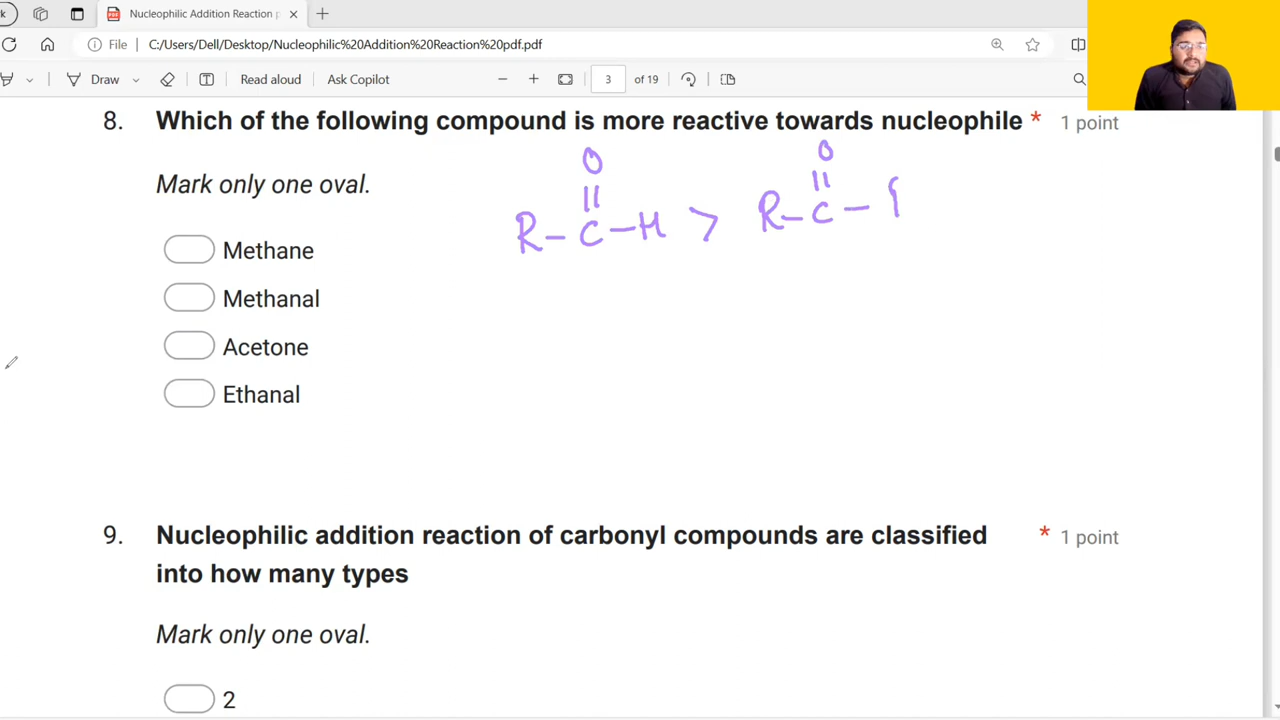 Nucleophilic Addition Reaction p
File C:/Users/Dell/Desktop/Nucleophilic%20Addition%20Reaction%20pdf.pdf
Draw Read aloud Ask Copilot 3 of 19
8. Which of the following compound is more reactive towards nucleophile * 1 point
Mark only one oval.
O O
|| ||
R – C – H > R – C –
Methane
Methanal
Acetone
Ethanal
9. Nucleophilic addition reaction of carbonyl compounds are classified * 1 point
into how many types
Mark only one oval.
2